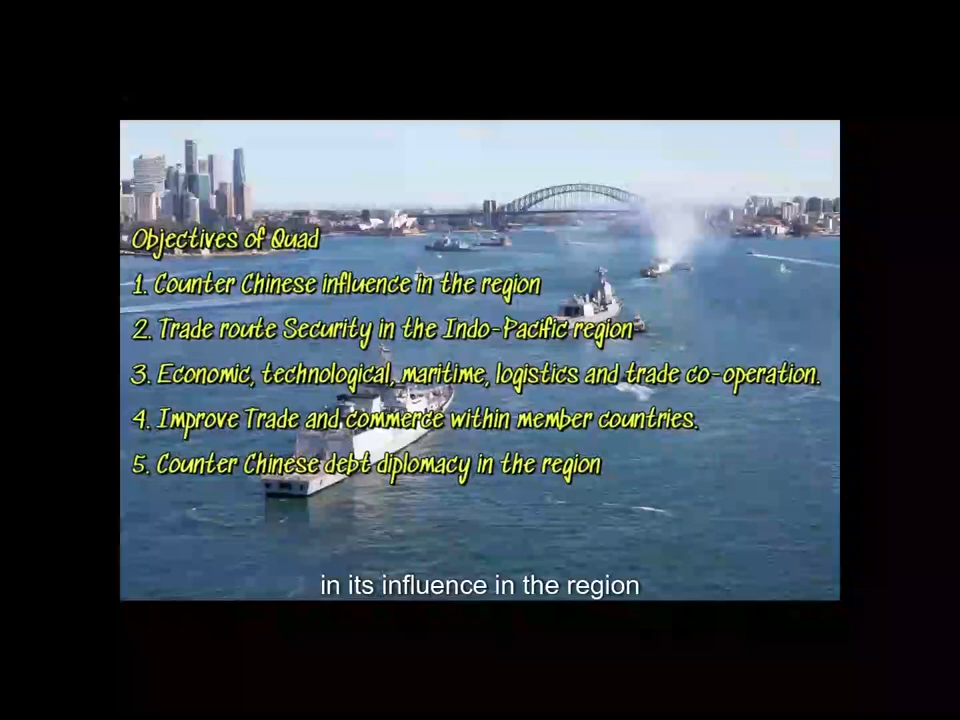 Objectives of Quad
1. Counter Chinese influence in the region
2. Trade route Security in the Indo-Pacific region
3. Economic, technological, maritime, logistics and trade co-operation.
4. Improve Trade and commerce within member countries.
5. Counter Chinese debt diplomacy in the region
in its influence in the region